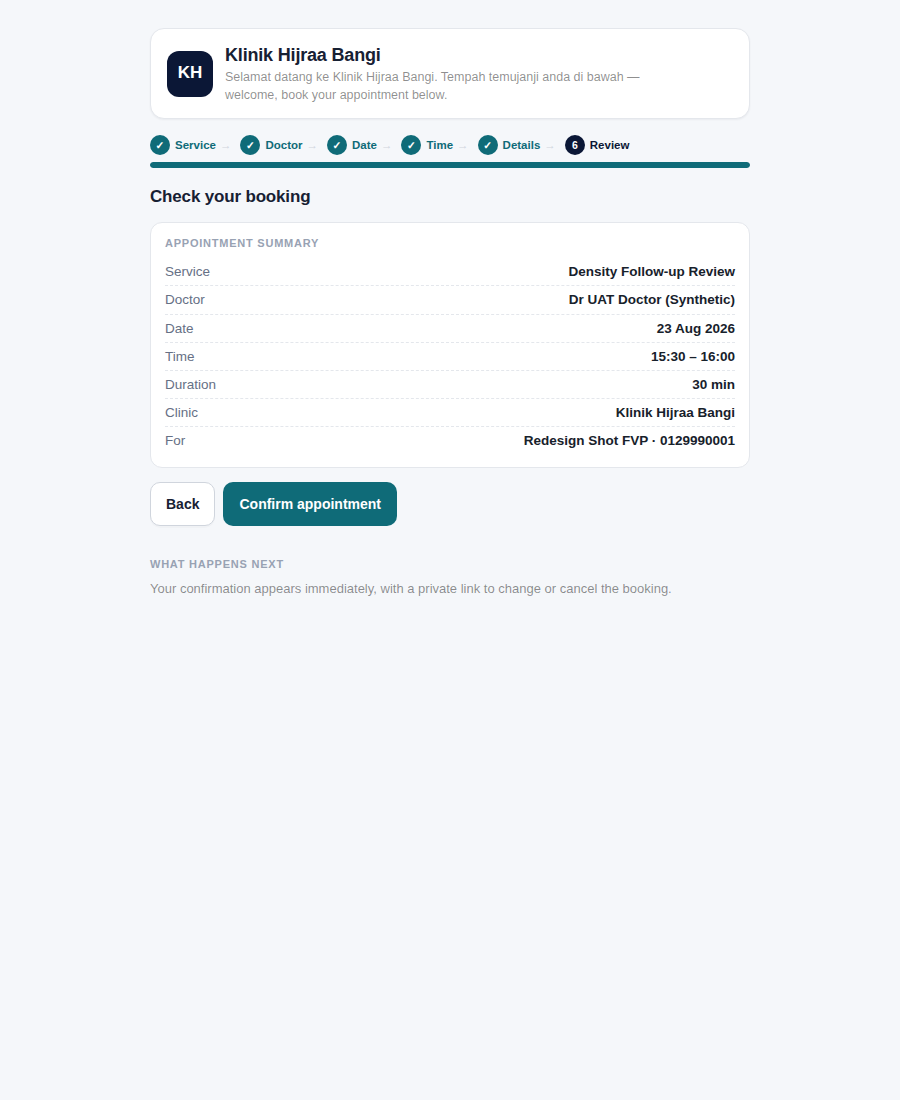 KH
Klinik Hijraa Bangi
Selamat datang ke Klinik Hijraa Bangi. Tempah temujanji anda di bawah —
welcome, book your appointment below.
✓ Service → ✓ Doctor → ✓ Date → ✓ Time → ✓ Details → 6 Review
Check your booking
APPOINTMENT SUMMARY
Service Density Follow-up Review
Doctor Dr UAT Doctor (Synthetic)
Date 23 Aug 2026
Time 15:30 – 16:00
Duration 30 min
Clinic Klinik Hijraa Bangi
For Redesign Shot FVP · 0129990001
Back Confirm appointment
WHAT HAPPENS NEXT
Your confirmation appears immediately, with a private link to change or cancel the booking.